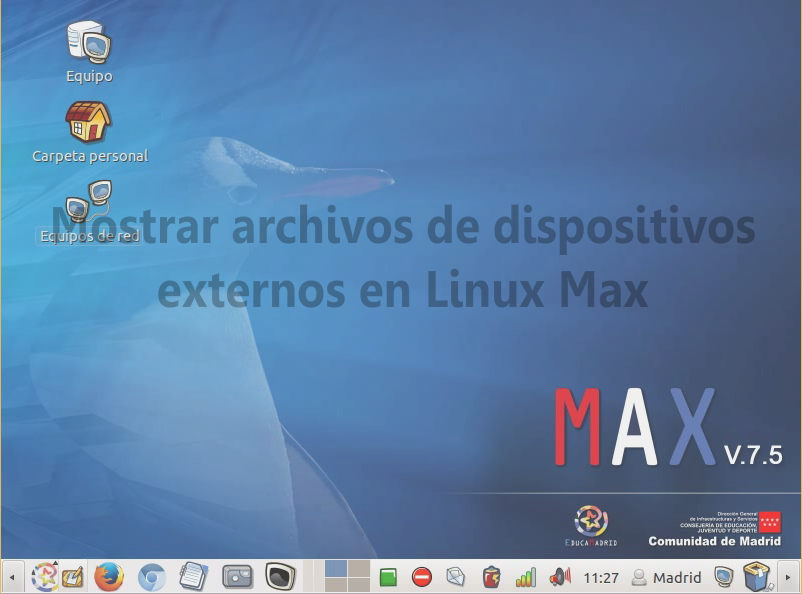 Equipo
Carpeta personal
Equipos de red
Mostrar archivos de dispositivos
externos en Linux Max
MAX V.7.5
EDUCAMADRID
Dirección General
de Infraestructuras y Servicios
CONSEJERÍA DE EDUCACIÓN,
JUVENTUD Y DEPORTE
Comunidad de Madrid
11:27 Madrid